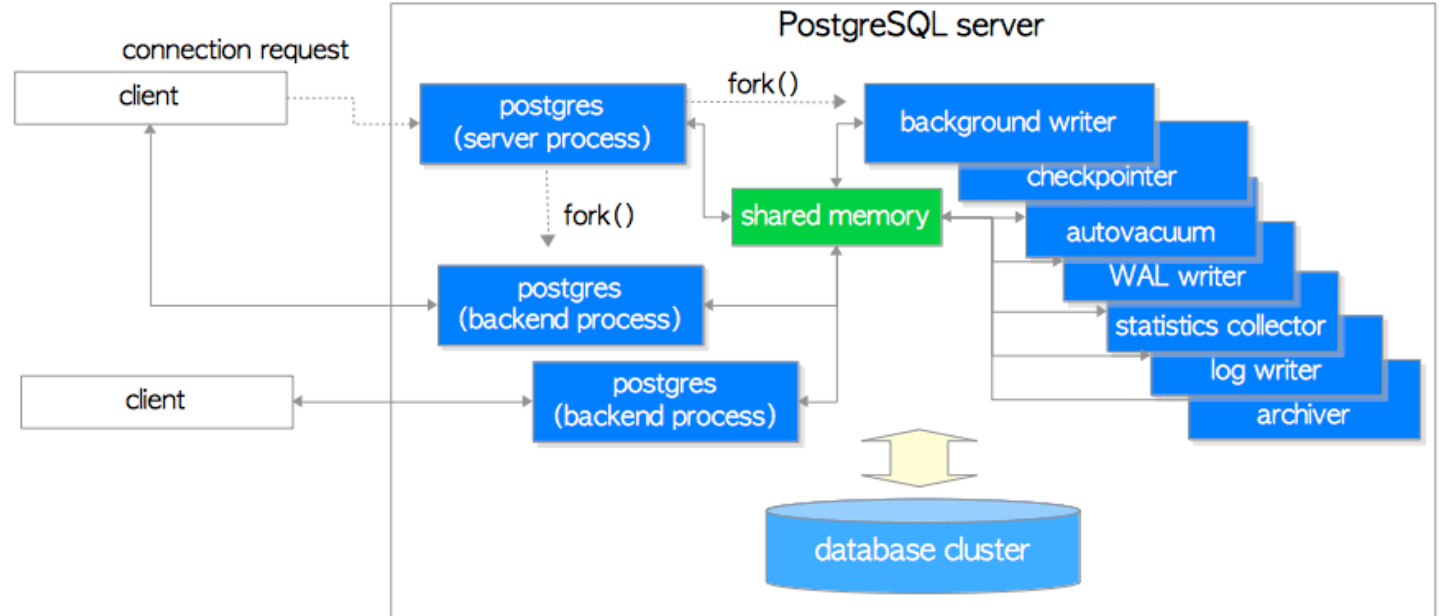 PostgreSQL server
connection request
client
postgres
(server process)
fork()
background writer
checkpointer
fork()
shared memory
autovacuum
WAL writer
postgres
(backend process)
statistics collector
log writer
archiver
client
postgres
(backend process)
database cluster